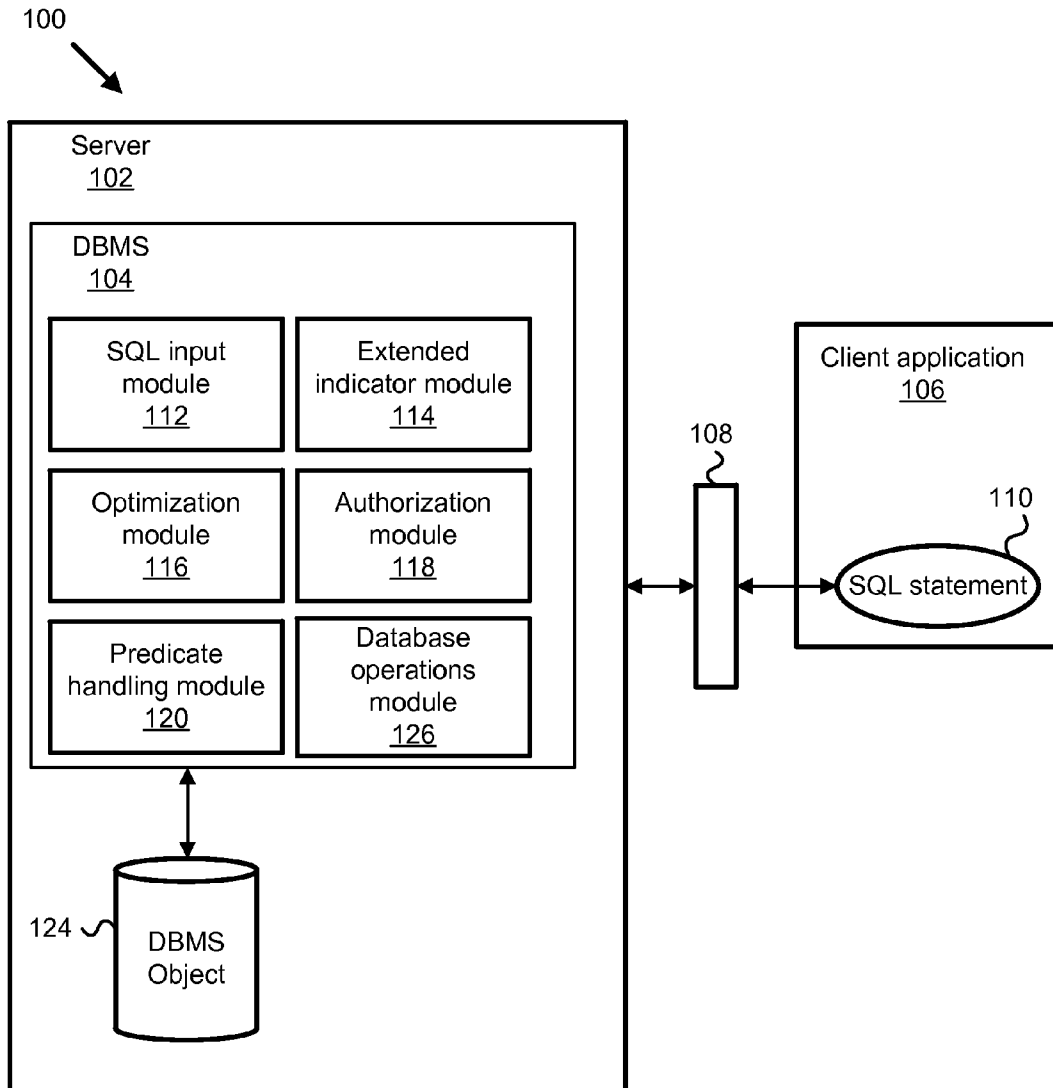 100
Server
102
DBMS
104
SQL input
module
112
Extended
indicator module
114
Optimization
module
116
Authorization
module
118
Predicate
handling module
120
Database
operations
module
126
124
DBMS
Object
108
Client application
106
110
SQL statement